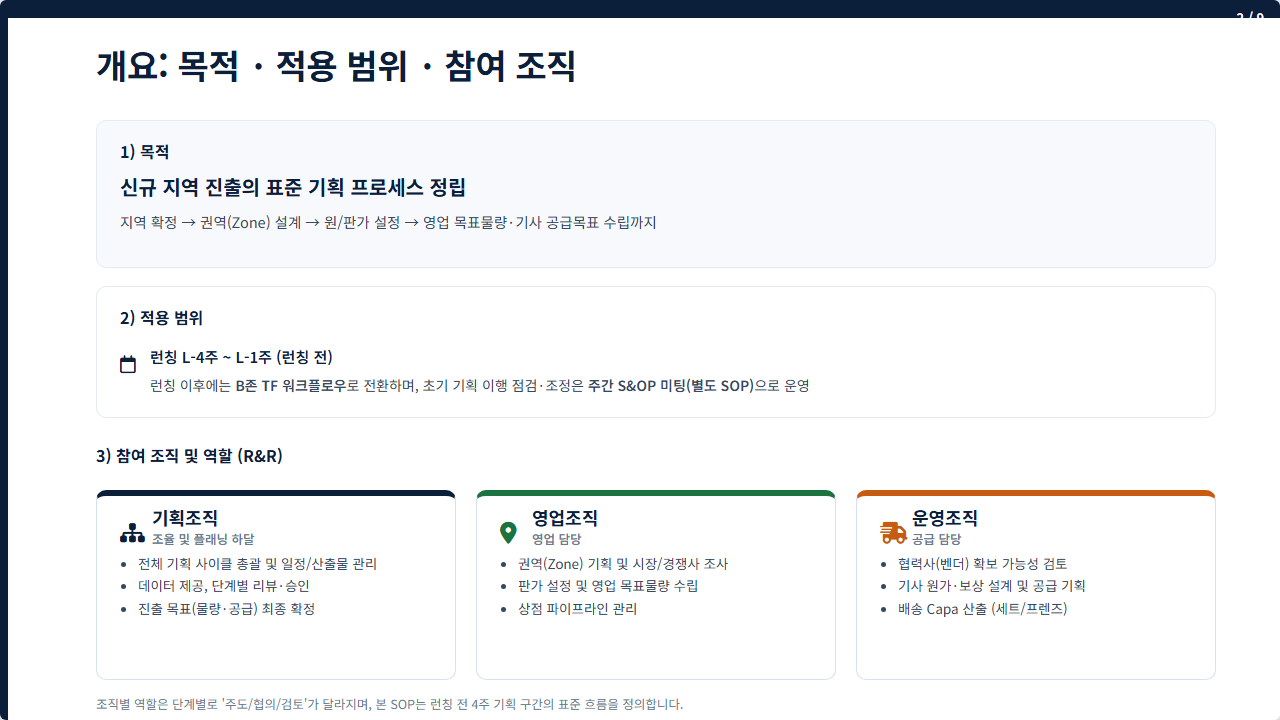 2 / 9
개요: 목적 · 적용 범위 · 참여 조직
1) 목적
신규 지역 진출의 표준 기획 프로세스 정립
지역 확정 → 권역(Zone) 설계 → 원/판가 설정 → 영업 목표물량·기사 공급목표 수립까지
2) 적용 범위
런칭 L-4주 ~ L-1주 (런칭 전)
런칭 이후에는 B존 TF 워크플로우로 전환하며, 초기 기획 이행 점검·조정은 주간 S&OP 미팅(별도 SOP)으로 운영
3) 참여 조직 및 역할 (R&R)
기획조직
조율 및 플래닝 하달
• 전체 기획 사이클 총괄 및 일정/산출물 관리
• 데이터 제공, 단계별 리뷰·승인
• 진출 목표(물량·공급) 최종 확정
영업조직
영업 담당
• 권역(Zone) 기획 및 시장/경쟁사 조사
• 판가 설정 및 영업 목표물량 수립
• 상점 파이프라인 관리
운영조직
공급 담당
• 협력사(벤더) 확보 가능성 검토
• 기사 원가·보상 설계 및 공급 기획
• 배송 Capa 산출 (세트/프렌즈)
조직별 역할은 단계별로 '주도/협의/검토'가 달라지며, 본 SOP는 런칭 전 4주 기획 구간의 표준 흐름을 정의합니다.